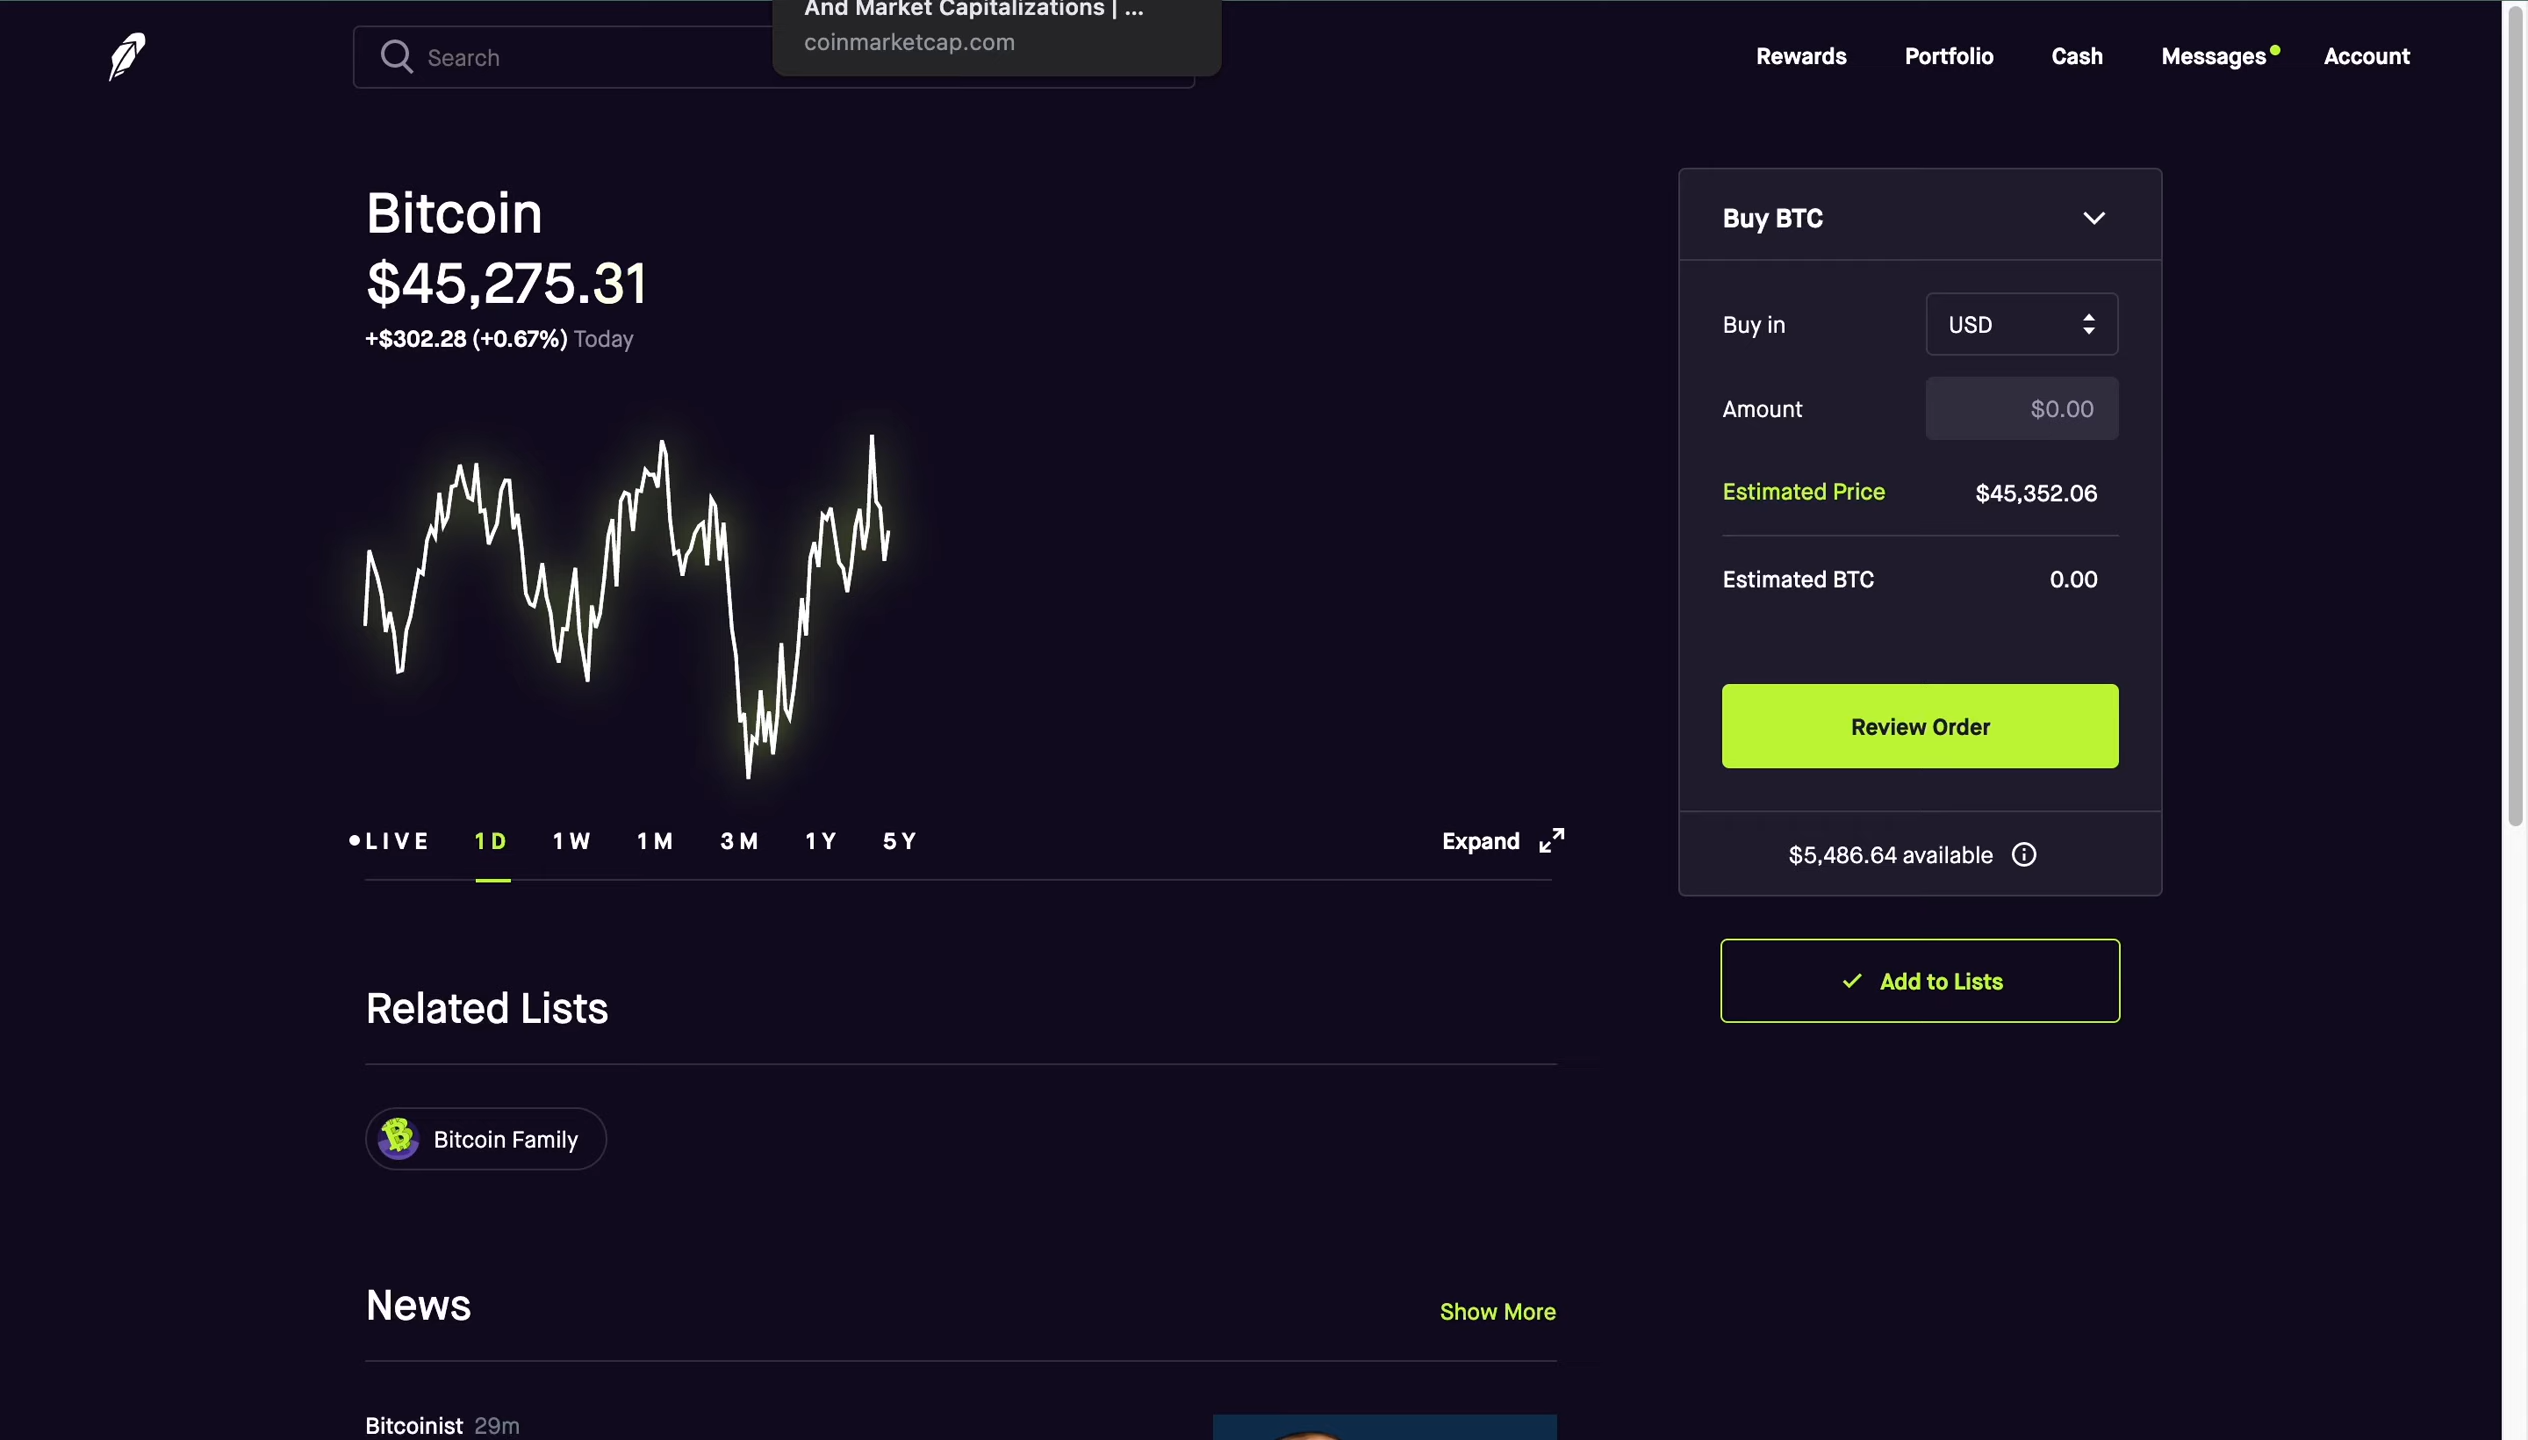 And Market Capitalizations | ...
coinmarketcap.com
Search
Rewards
Portfolio
Cash
Messages
Account
Bitcoin
$45,275.31
+$302.28 (+0.67%) Today
LIVE
1D
1W
1M
3M
1Y
5Y
Expand
Buy BTC
Buy in
USD
Amount
$0.00
Estimated Price
$45,352.06
Estimated BTC
0.00
Review Order
$5,486.64 available
Add to Lists
Related Lists
Bitcoin Family
News
Show More
Bitcoinist 29m